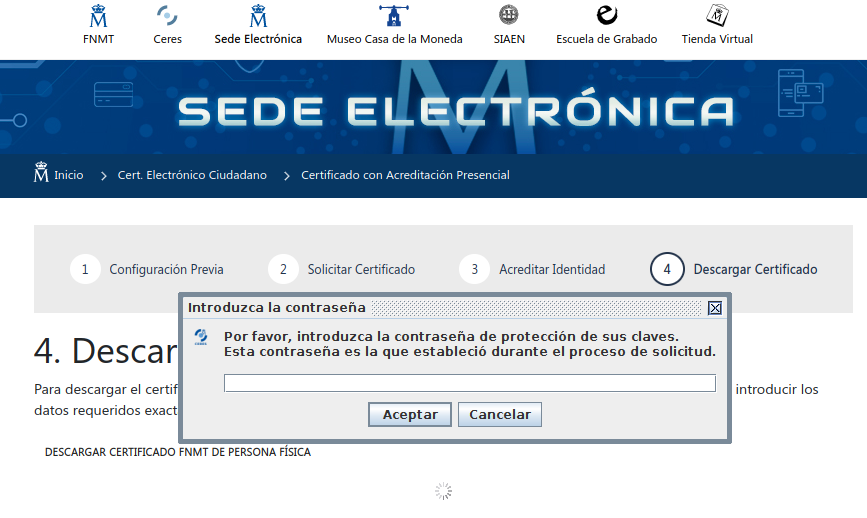 FNMT
Ceres
Sede Electrónica
Museo Casa de la Moneda
SIAEN
Escuela de Grabado
Tienda Virtual
SEDE ELECTRÓNICA
Inicio > Cert. Electrónico Ciudadano > Certificado con Acreditación Presencial
1 Configuración Previa
2 Solicitar Certificado
3 Acreditar Identidad
4 Descargar Certificado
Introduzca la contraseña
Por favor, introduzca la contraseña de protección de sus claves.
Esta contraseña es la que estableció durante el proceso de solicitud.
Aceptar
Cancelar
4. Descar
Para descargar el certif introducir los
datos requeridos exact
DESCARGAR CERTIFICADO FNMT DE PERSONA FÍSICA